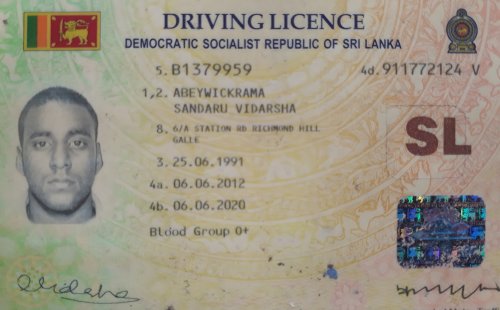 DRIVING LICENCE
DEMOCRATIC SOCIALIST REPUBLIC OF SRI LANKA
5. B1379959 4d. 911772124 V
1,2. ABEYWICKRAMA
SANDARU VIDARSHA
8. 6/A STATION RD RICHMOND HILL
GALLE
SL
3. 25.06.1991
4a. 06.06.2012
4b. 06.06.2020
Blood Group O+